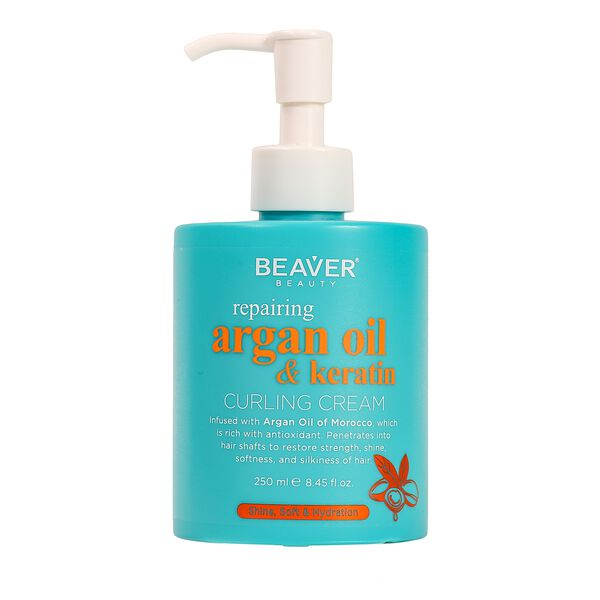 BEAVER®
BEAUTY
repairing
argan oil
& keratin
CURLING CREAM
Infused with Argan Oil of Morocco, which
is rich with antioxidant. Penetrates into
hair shafts to restore strength, shine,
softness, and silkiness of hair.
250 ml e 8.45 fl.oz.
Shine, Soft & Hydration